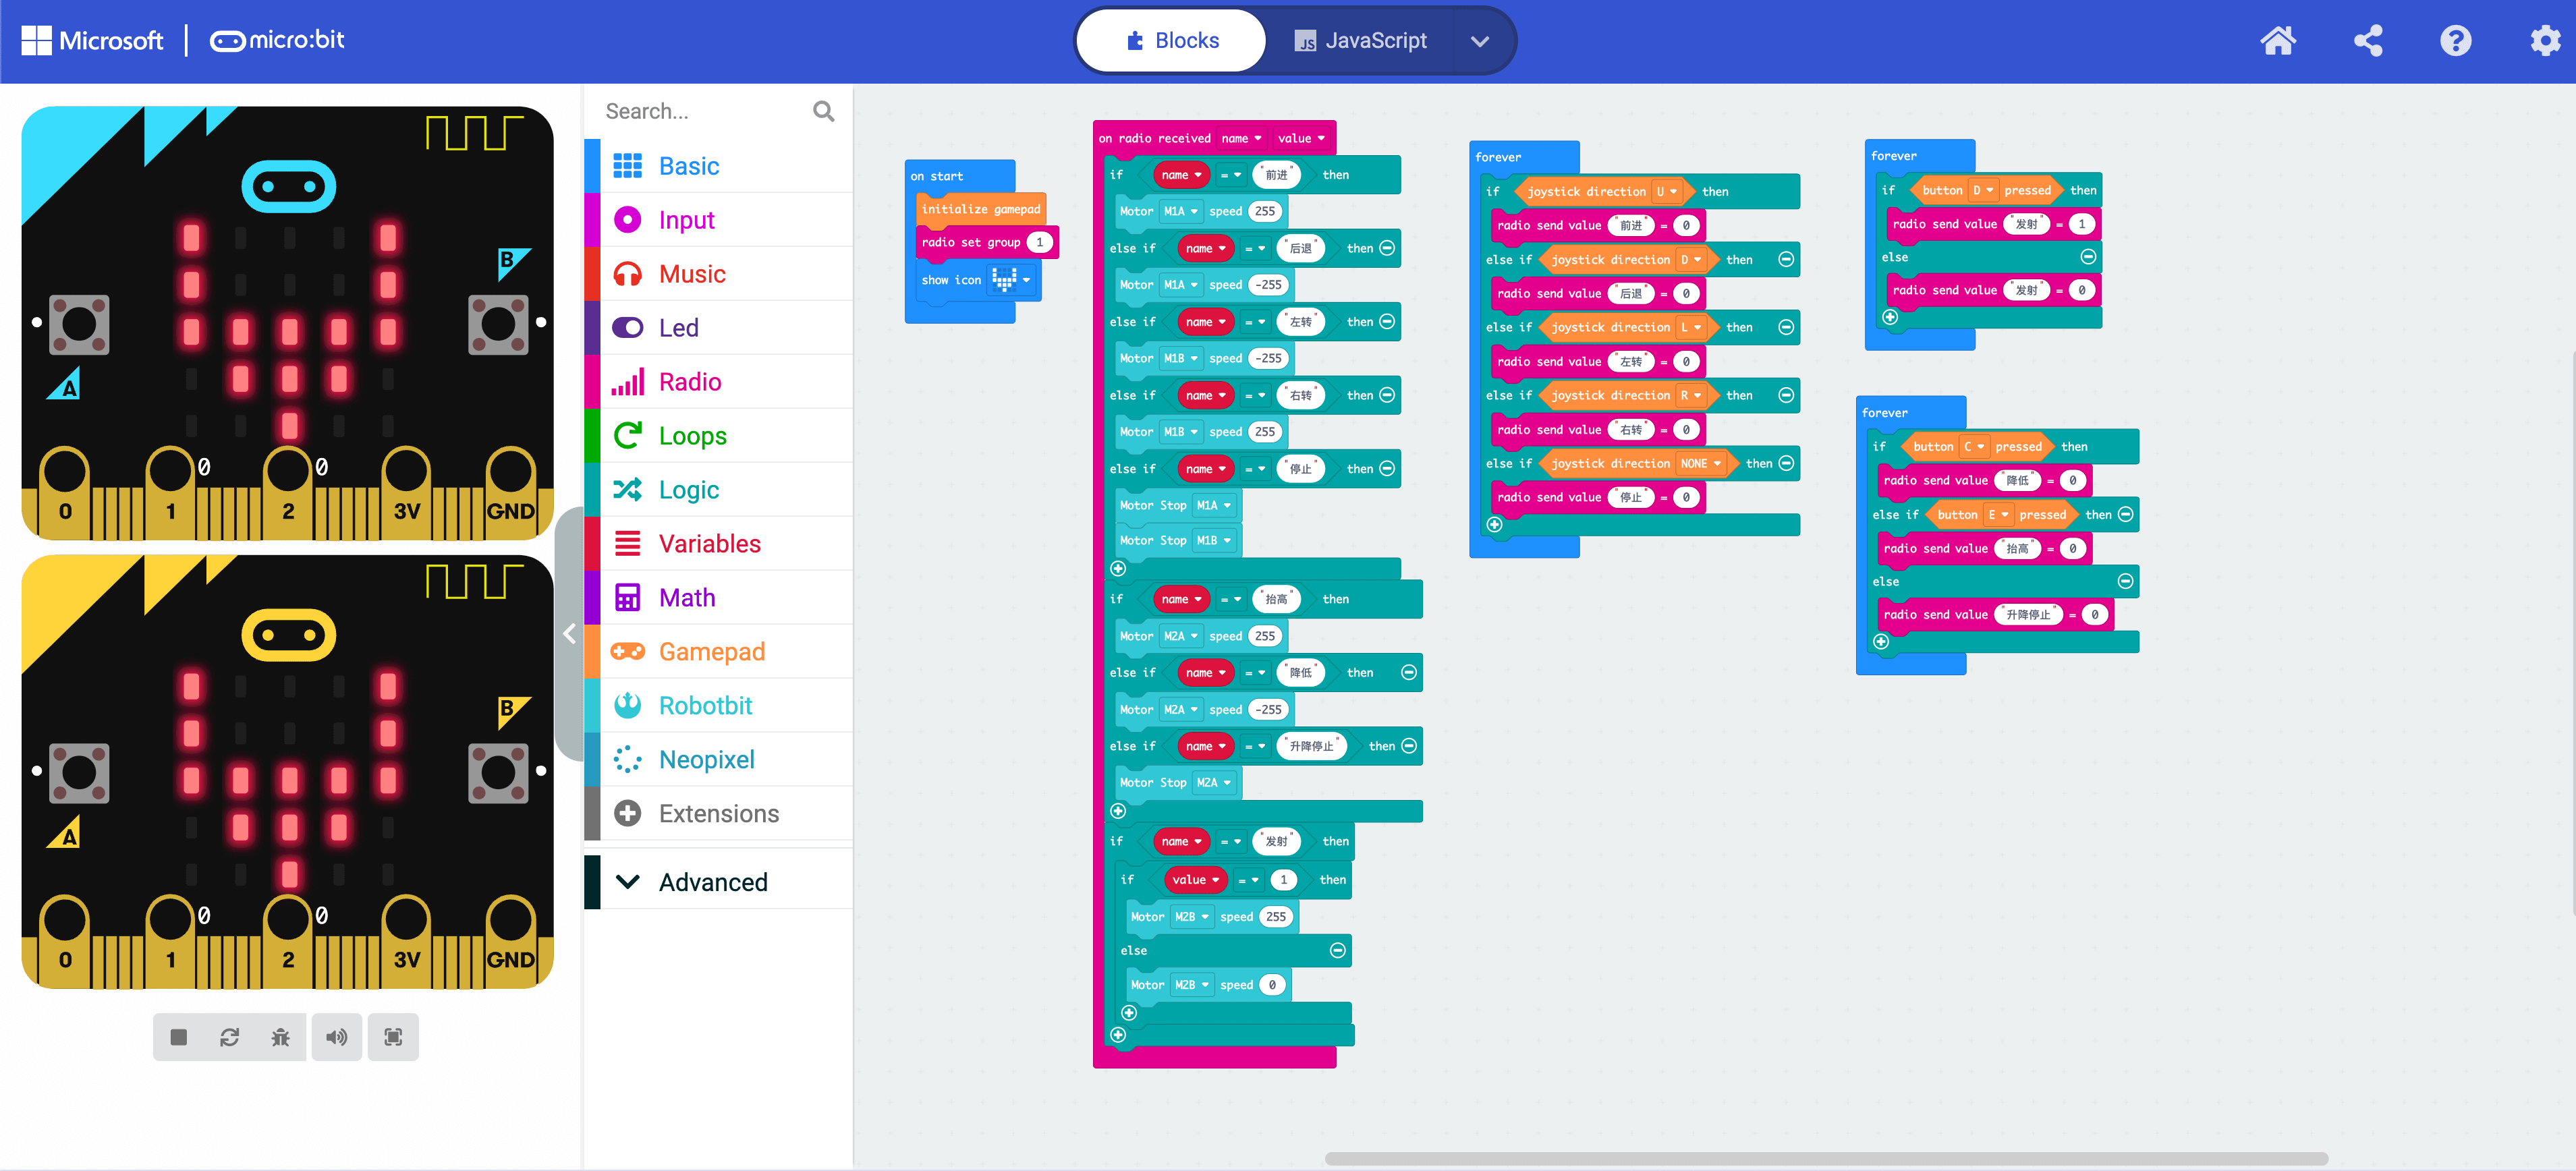 Microsoft micro:bit
Blocks
JavaScript
Search...
Basic
Input
Music
Led
Radio
Loops
Logic
Variables
Math
Gamepad
Robotbit
Neopixel
Extensions
Advanced
B
A
0 0
0 1 2 3V GND
B
A
0 0
0 1 2 3V GND
on start
initialize gamepad
radio set group 1
show icon
on radio received name value
if name = "前进" then
Motor M1A speed 255
else if name = "后退" then
Motor M1A speed -255
else if name = "左转" then
Motor M1B speed -255
else if name = "右转" then
Motor M1B speed 255
else if name = "停止" then
Motor Stop M1A
Motor Stop M1B
if name = "抬高" then
Motor M2A speed 255
else if name = "降低" then
Motor M2A speed -255
else if name = "升降停止" then
Motor Stop M2A
if name = "发射" then
if value = 1 then
Motor M2B speed 255
else
Motor M2B speed 0
forever
if joystick direction U then
radio send value "前进" = 0
else if joystick direction D then
radio send value "后退" = 0
else if joystick direction L then
radio send value "左转" = 0
else if joystick direction R then
radio send value "右转" = 0
else if joystick direction NONE then
radio send value "停止" = 0
forever
if button D pressed then
radio send value "发射" = 1
else
radio send value "发射" = 0
forever
if button C pressed then
radio send value "降低" = 0
else if button E pressed then
radio send value "抬高" = 0
else
radio send value "升降停止" = 0